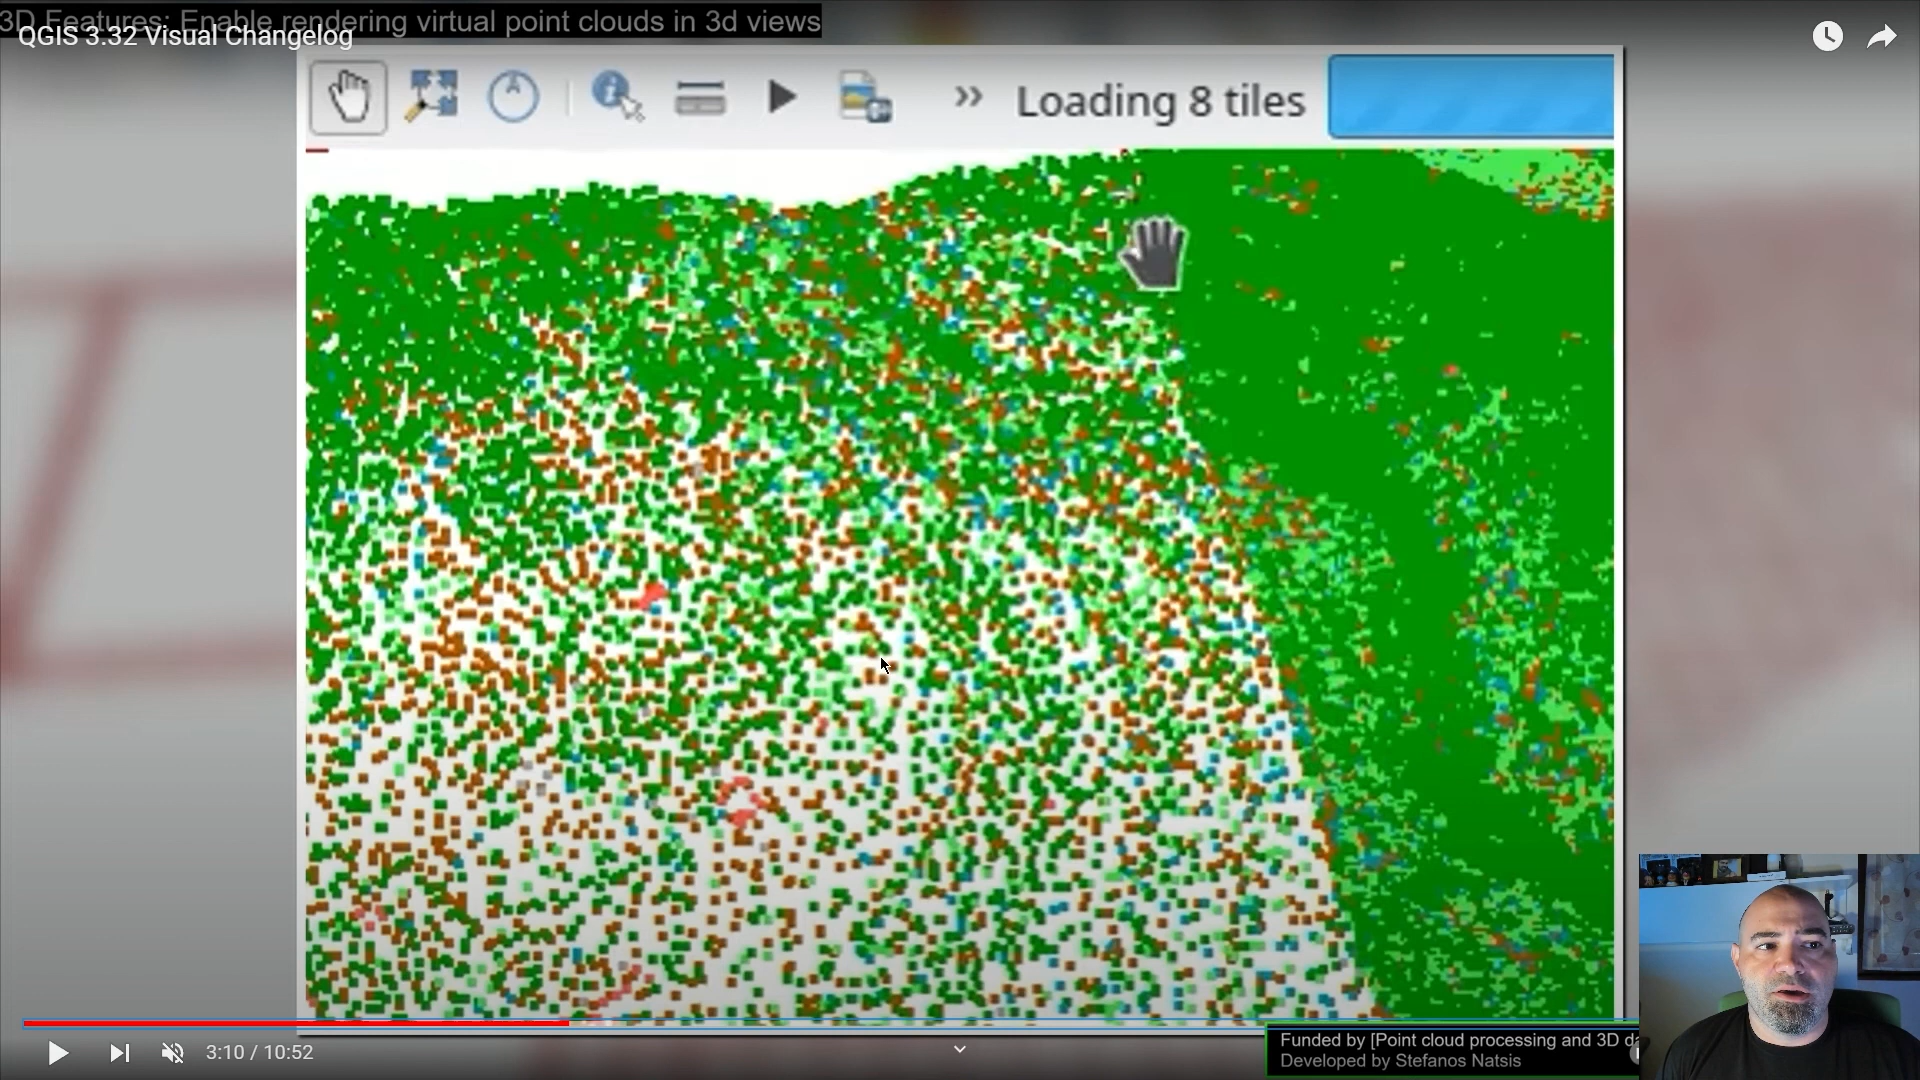 3D Features: Enable rendering virtual point clouds in 3d views
QGIS 3.32 Visual Changelog
Loading 8 tiles
3:10 / 10:52
Funded by [Point cloud processing and 3D da
Developed by Stefanos Natsis